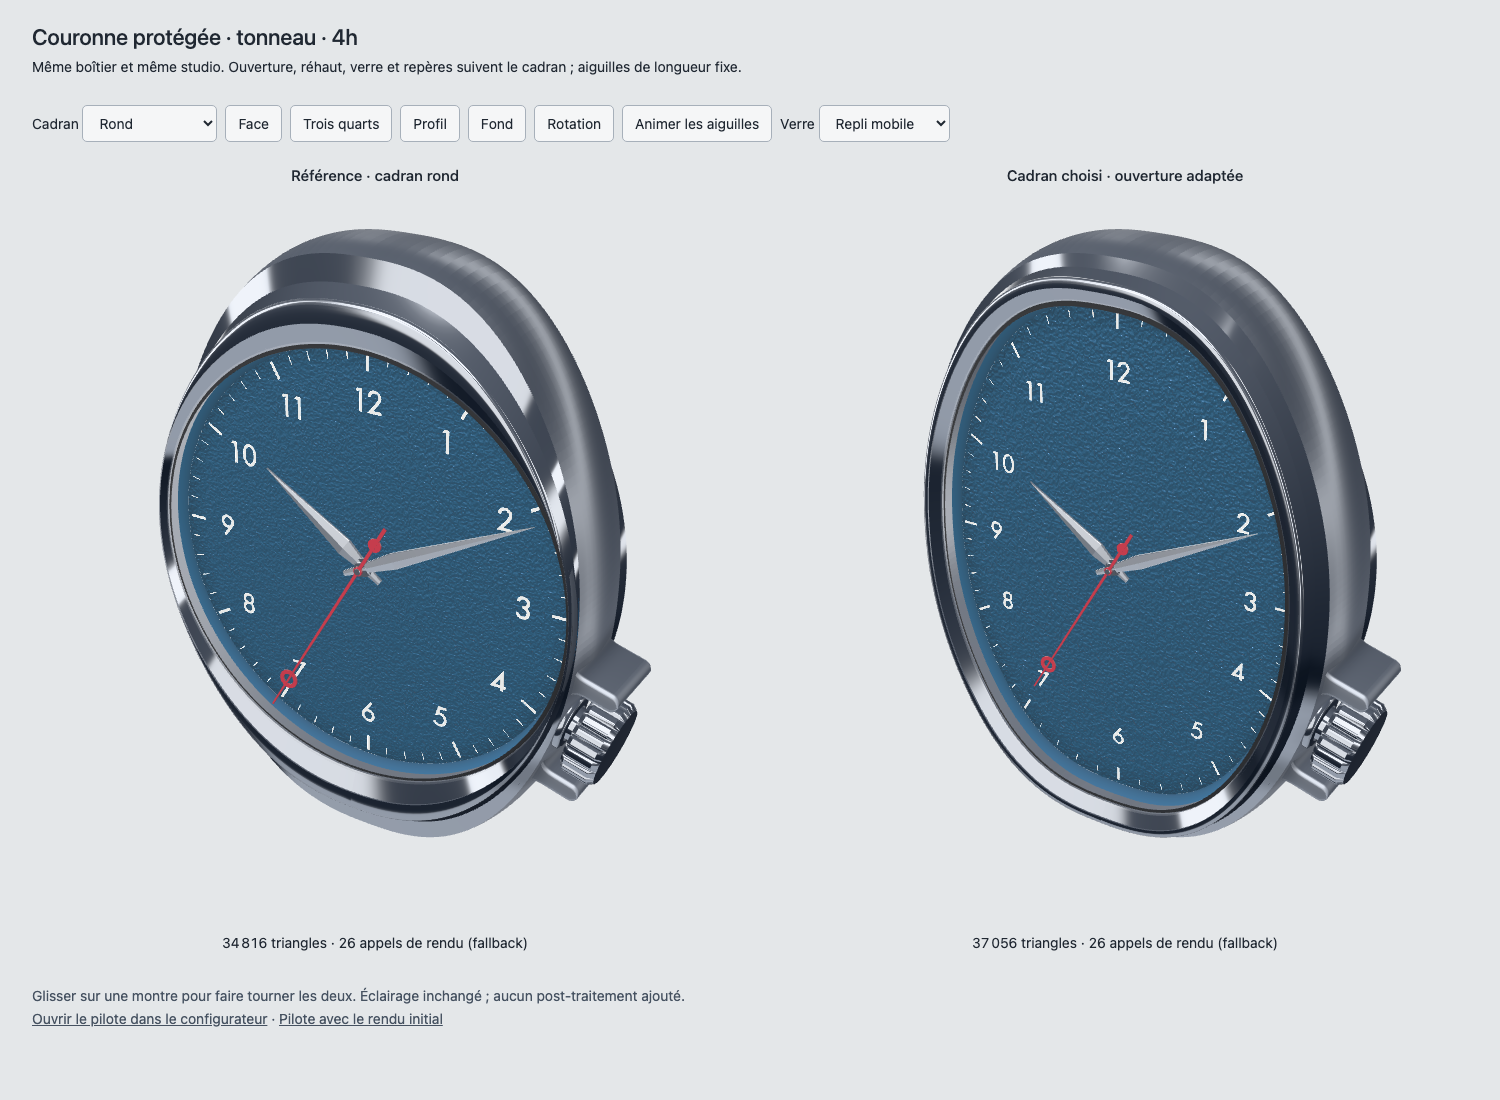 Couronne protégée · tonneau · 4h
Même boîtier et même studio. Ouverture, réhaut, verre et repères suivent le cadran ; aiguilles de longueur fixe.
Cadran Rond Face Trois quarts Profil Fond Rotation Animer les aiguilles Verre Repli mobile
Référence · cadran rond
12
1
2
3
4
5
6
7
8
9
10
11
34 816 triangles · 26 appels de rendu (fallback)
Cadran choisi · ouverture adaptée
12
1
2
3
4
5
6
7
8
9
10
11
37 056 triangles · 26 appels de rendu (fallback)
Glisser sur une montre pour faire tourner les deux. Éclairage inchangé ; aucun post-traitement ajouté.
Ouvrir le pilote dans le configurateur · Pilote avec le rendu initial